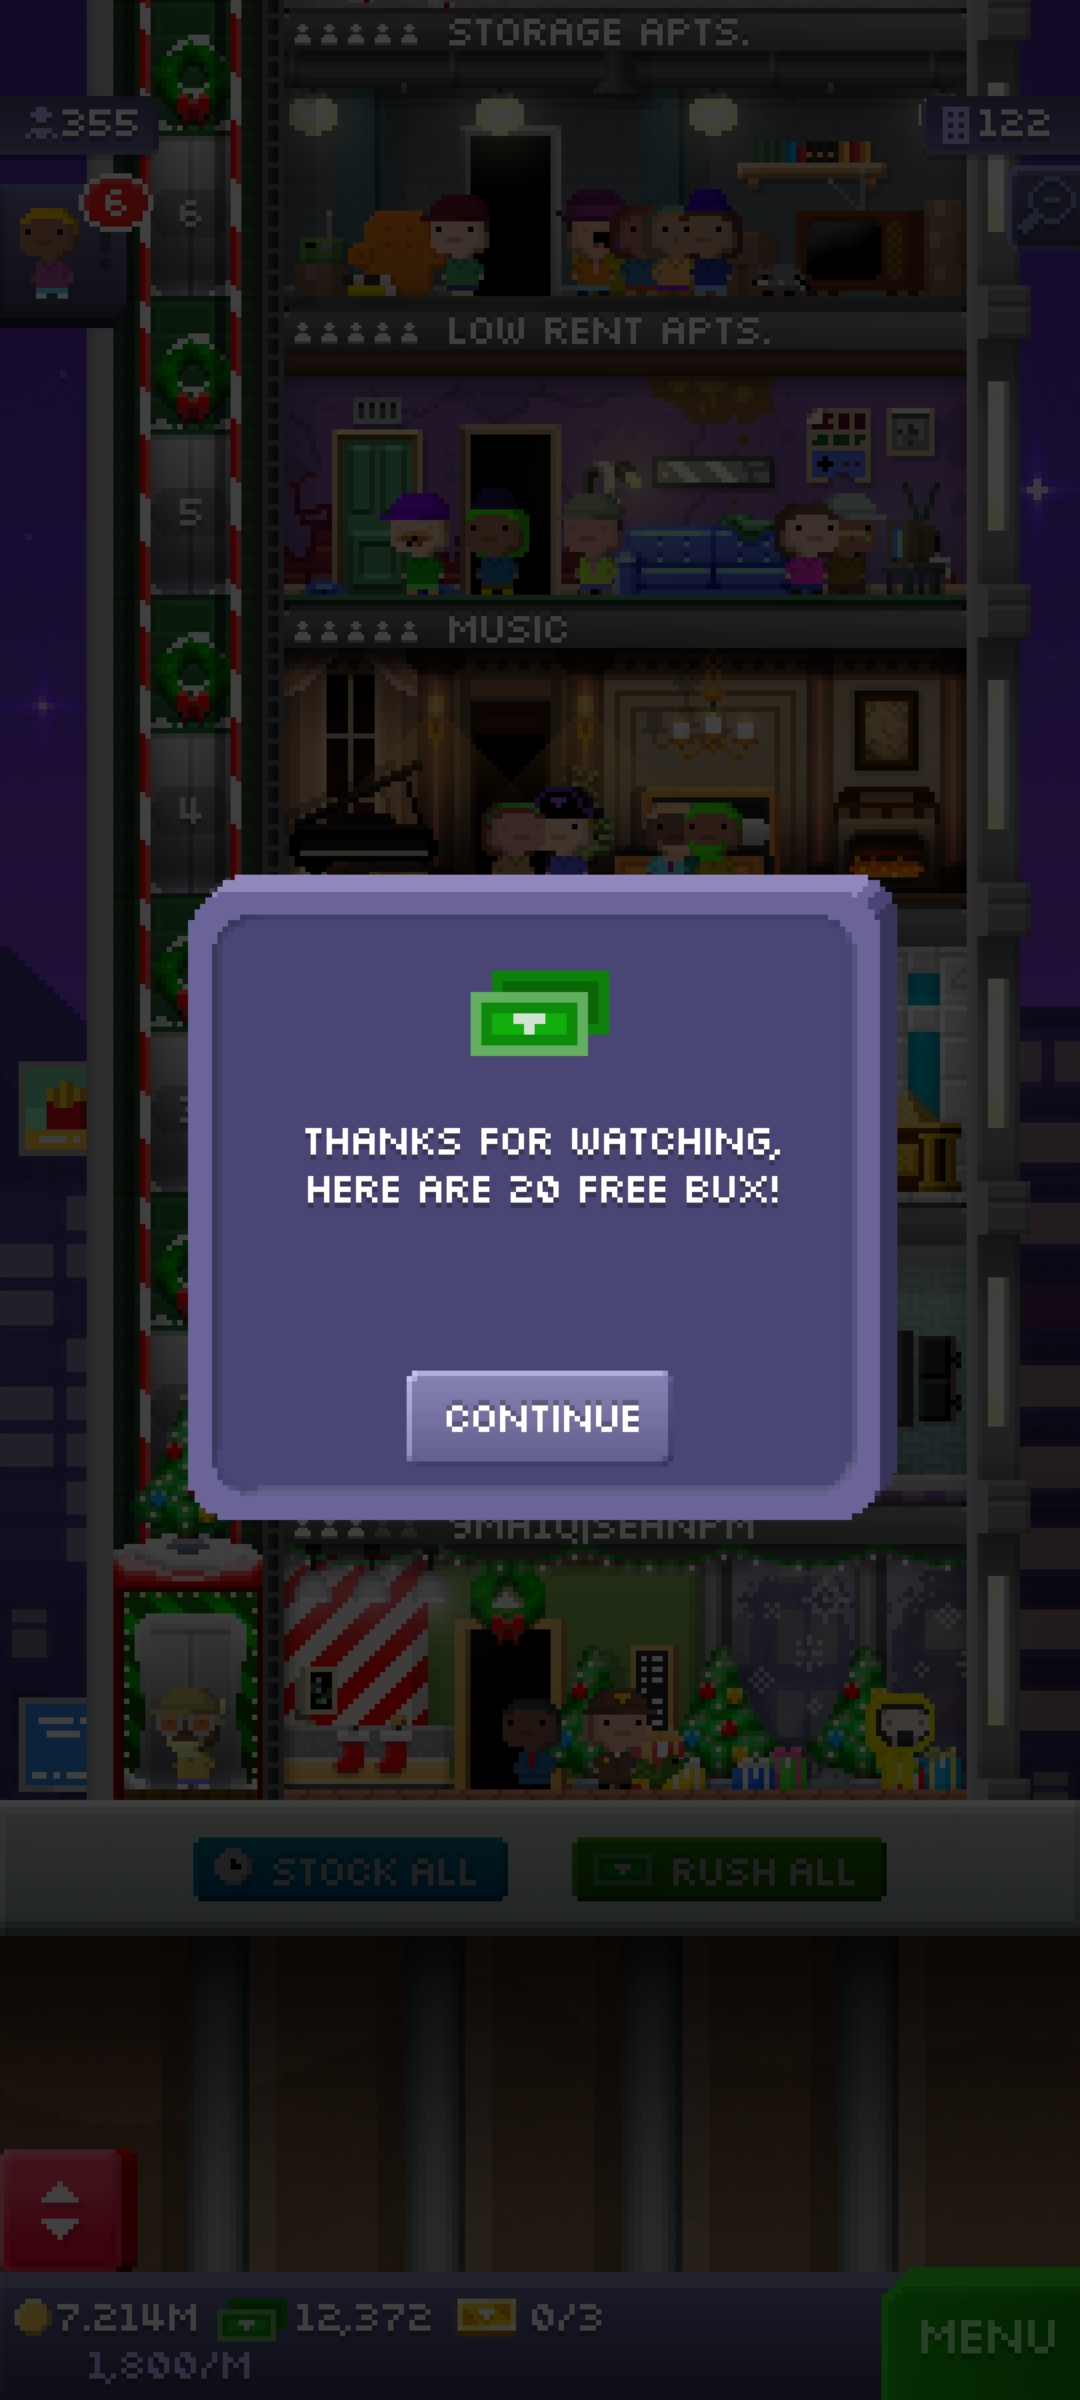 STORAGE APTS.
355
122
6
6
LOW RENT APTS.
5
MUSIC
4
THANKS FOR WATCHING,
HERE ARE 20 FREE BUX!
CONTINUE
STOCK ALL
RUSH ALL
7.214M
12,372
0/3
1,800/M
MENU